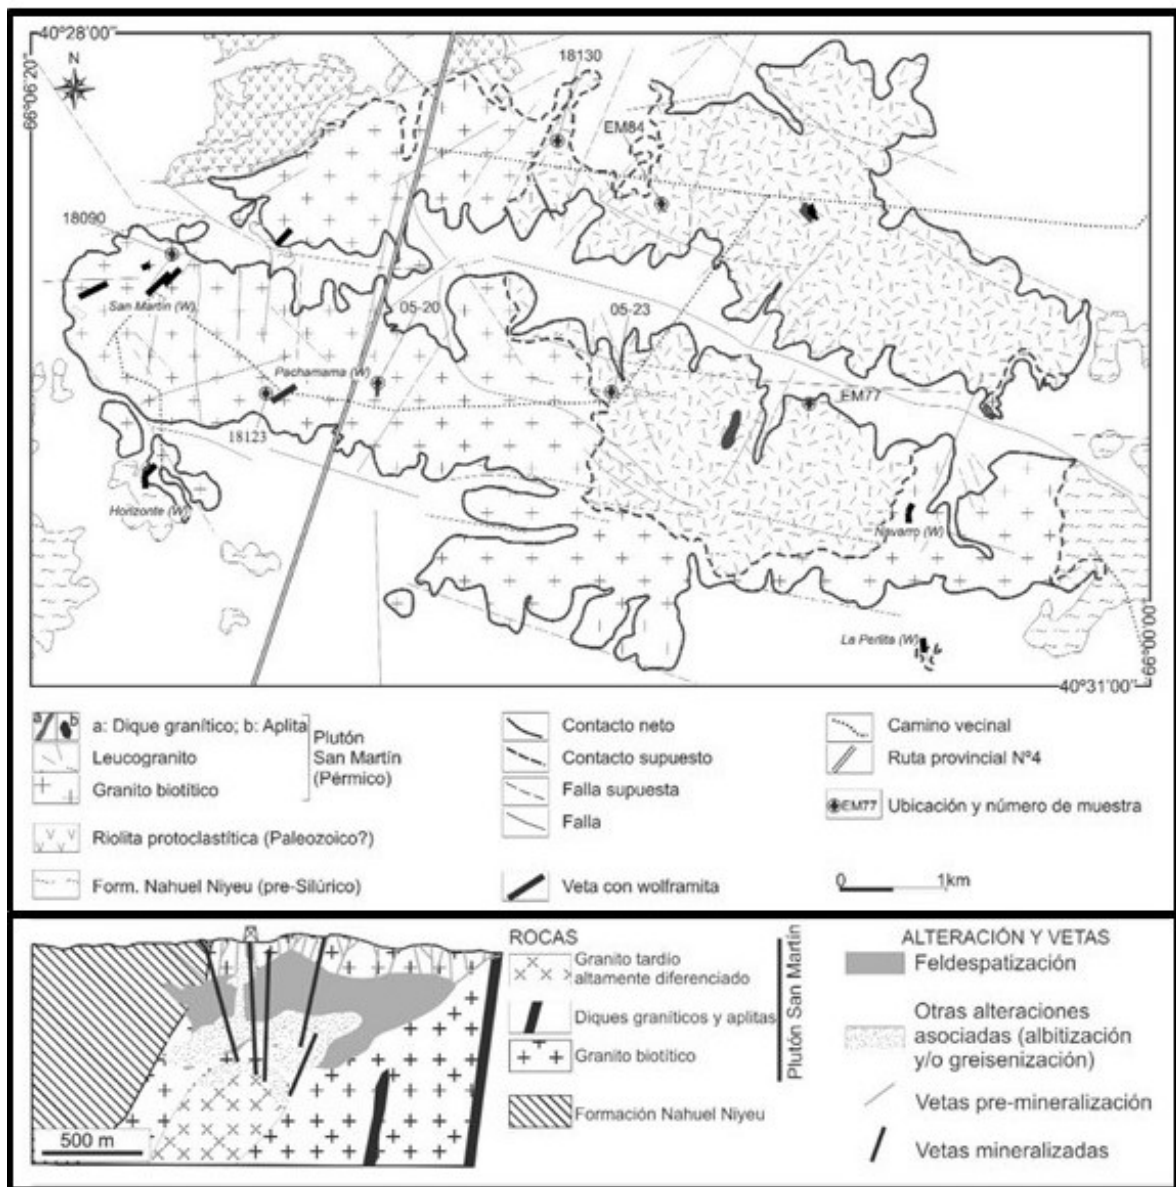 40°28'00"
66°06'20"
N
18130
EM84
18090
San Martín (W)
05-20
05-23
Pachamama (W)
EM77
18123
Horizonte (W)
Navarro (W)
La Perlita (W)
66°00'00"
40°31'00"
a b a: Dique granítico; b: Aplita
Leucogranito
Granito biotítico
Plutón
San Martín
(Pérmico)
Riolita protoclastítica (Paleozoico?)
Form. Nahuel Niyeu (pre-Silúrico)
Contacto neto
Contacto supuesto
Falla supuesta
Falla
Veta con wolframita
Camino vecinal
Ruta provincial Nº4
EM77 Ubicación y número de muestra
0 1km
500 m
ROCAS
Granito tardío
altamente diferenciado
Diques graníticos y aplitas
Granito biotítico
Formación Nahuel Niyeu
Plutón San Martín
ALTERACIÓN Y VETAS
Feldespatización
Otras alteraciones
asociadas (albitización
y/o greisenización)
Vetas pre-mineralización
Vetas mineralizadas